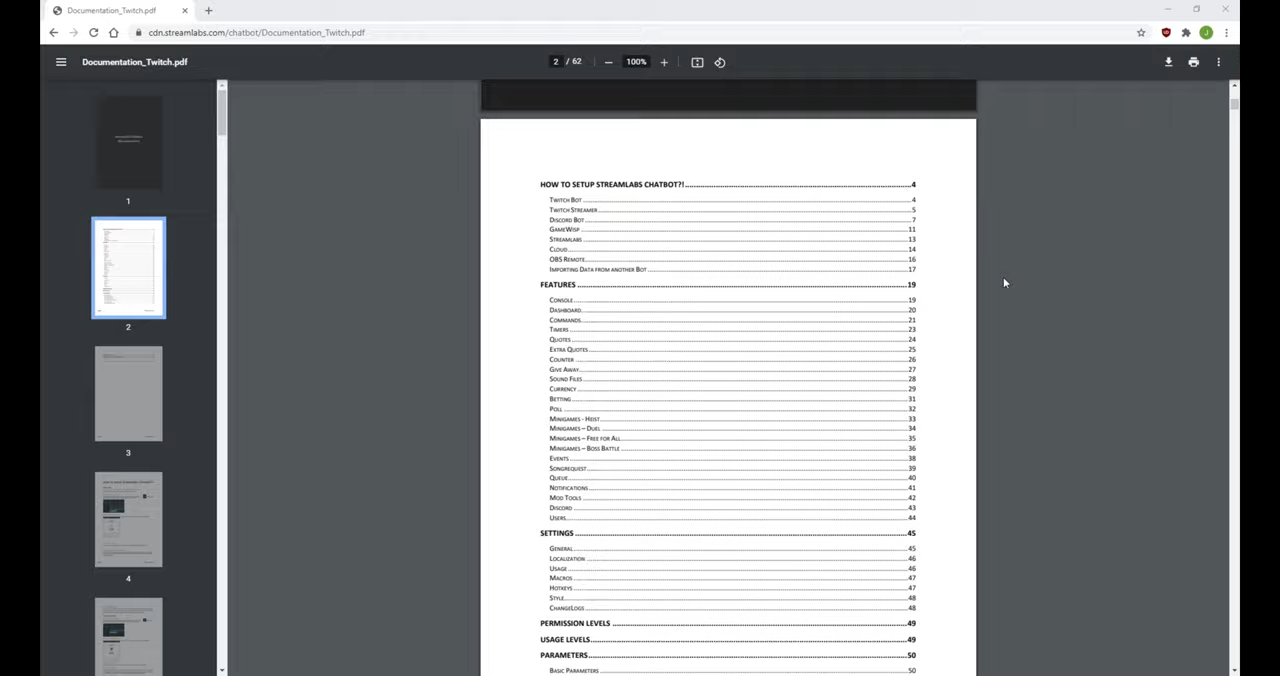 Documentation_Twitch.pdf
cdn.streamlabs.com/chatbot/Documentation_Twitch.pdf
J
Documentation_Twitch.pdf
2 / 62
100%
1
2
3
4
HOW TO SETUP STREAMLABS CHATBOT?! 4
TWITCH BOT 4
TWITCH STREAMER 5
DISCORD BOT 7
GAMEWISP 11
STREAMLABS 13
CLOUD 14
OBS REMOTE 16
IMPORTING DATA FROM ANOTHER BOT 17
FEATURES 19
CONSOLE 19
DASHBOARD 20
COMMANDS 21
TIMERS 23
QUOTES 24
EXTRA QUOTES 25
COUNTER 26
GIVE AWAY 27
SOUND FILES 28
CURRENCY 29
BETTING 31
POLL 32
MINIGAMES - HEIST 33
MINIGAMES – DUEL 34
MINIGAMES – FREE FOR ALL 35
MINIGAMES – BOSS BATTLE 36
EVENTS 38
SONGREQUEST 39
QUEUE 40
NOTIFICATIONS 41
MOD TOOLS 42
DISCORD 43
USERS 44
SETTINGS 45
GENERAL 45
LOCALIZATION 46
USAGE 46
MACROS 47
HOTKEYS 47
STYLE 48
CHANGELOGS 48
PERMISSION LEVELS 49
USAGE LEVELS 49
PARAMETERS 50
BASIC PARAMETERS 50